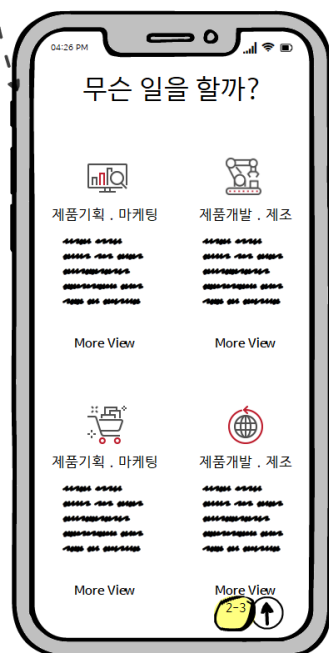 04:26 PM
무슨 일을 할까?
제품기획 . 마케팅
제품개발 . 제조
More View
More View
제품기획 . 마케팅
제품개발 . 제조
More View
More View
2-3